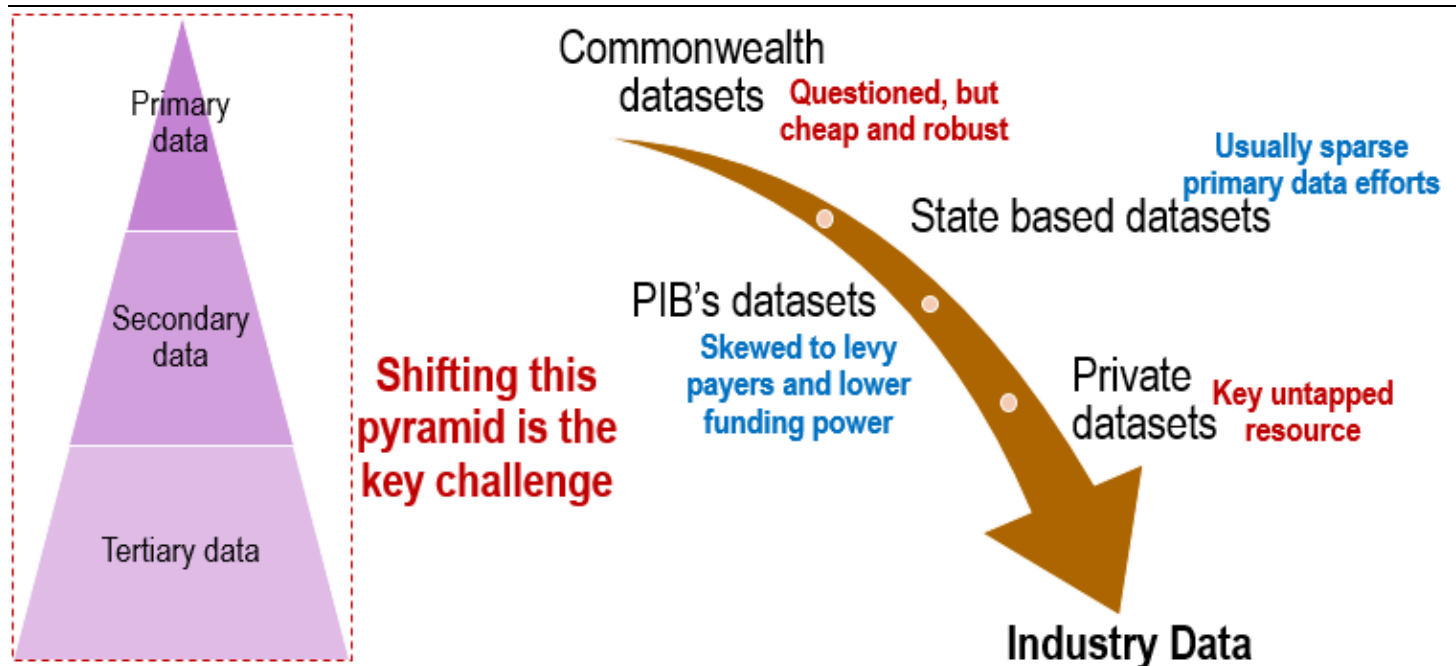 Primary
data
Secondary
data
Tertiary data
Shifting this
pyramid is the
key challenge
Commonwealth
datasets
Questioned, but
cheap and robust
Usually sparse
primary data efforts
State based datasets
PIB’s datasets
Skewed to levy
payers and lower
funding power
Private
datasets
Key untapped
resource
Industry Data